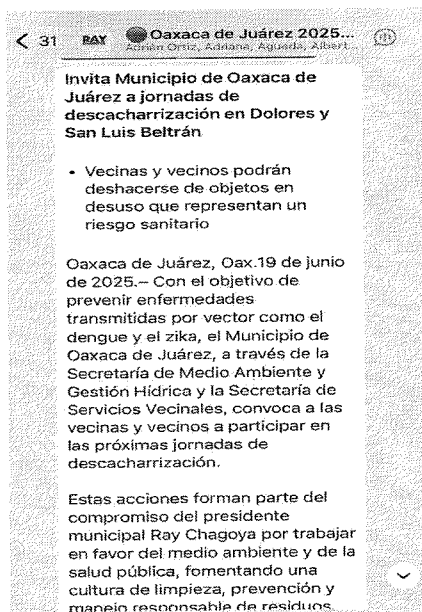 31 RAY Oaxaca de Juárez 2025...
Adrián Ortiz, Adriana, Agueda, Albert...
Invita Municipio de Oaxaca de
Juárez a jornadas de
descacharrización en Dolores y
San Luis Beltrán
• Vecinas y vecinos podrán
deshacerse de objetos en
desuso que representan un
riesgo sanitario
Oaxaca de Juárez, Oax.19 de junio
de 2025.– Con el objetivo de
prevenir enfermedades
transmitidas por vector como el
dengue y el zika, el Municipio de
Oaxaca de Juárez, a través de la
Secretaría de Medio Ambiente y
Gestión Hídrica y la Secretaría de
Servicios Vecinales, convoca a las
vecinas y vecinos a participar en
las próximas jornadas de
descacharrización.
Estas acciones forman parte del
compromiso del presidente
municipal Ray Chagoya por trabajar
en favor del medio ambiente y de la
salud pública, fomentando una
cultura de limpieza, prevención y
manejo responsable de residuos.